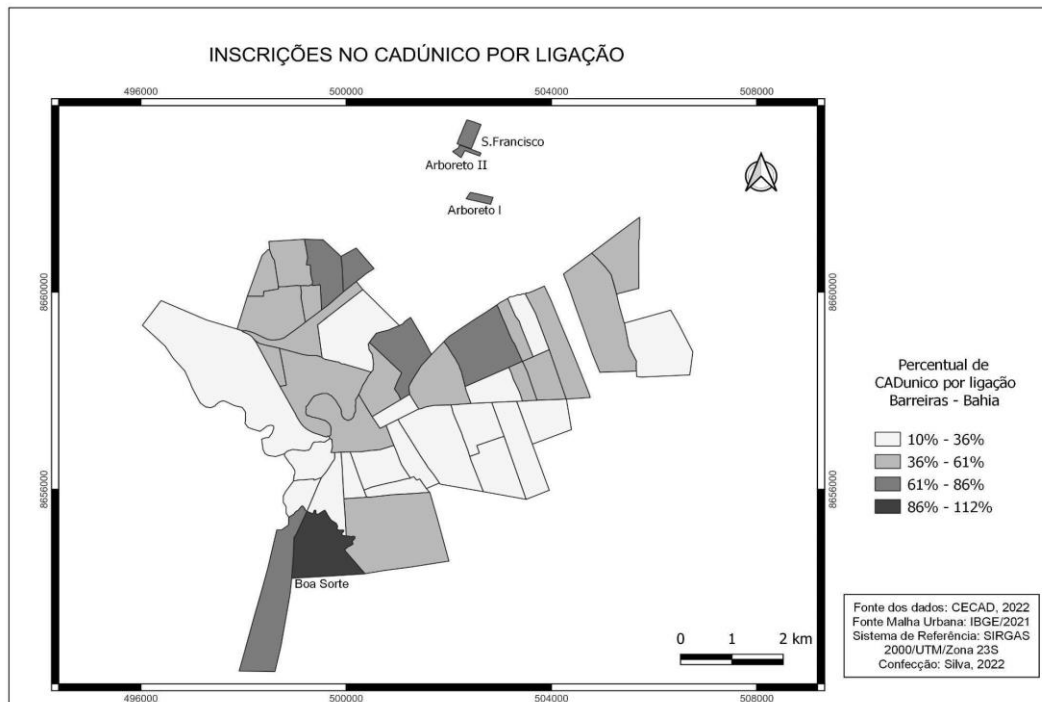 INSCRIÇÕES NO CADÚNICO POR LIGAÇÃO
496000
500000
504000
508000
S.Francisco
Arboreto II
Arboreto I
8660000
8660000
Percentual de
CADunico por ligação
Barreiras - Bahia
10% - 36%
36% - 61%
61% - 86%
86% - 112%
8656000
8656000
Boa Sorte
0 1 2 km
Fonte dos dados: CECAD, 2022
Fonte Malha Urbana: IBGE/2021
Sistema de Referência: SIRGAS
2000/UTM/Zona 23S
Confecção: Silva, 2022
496000
500000
504000
508000